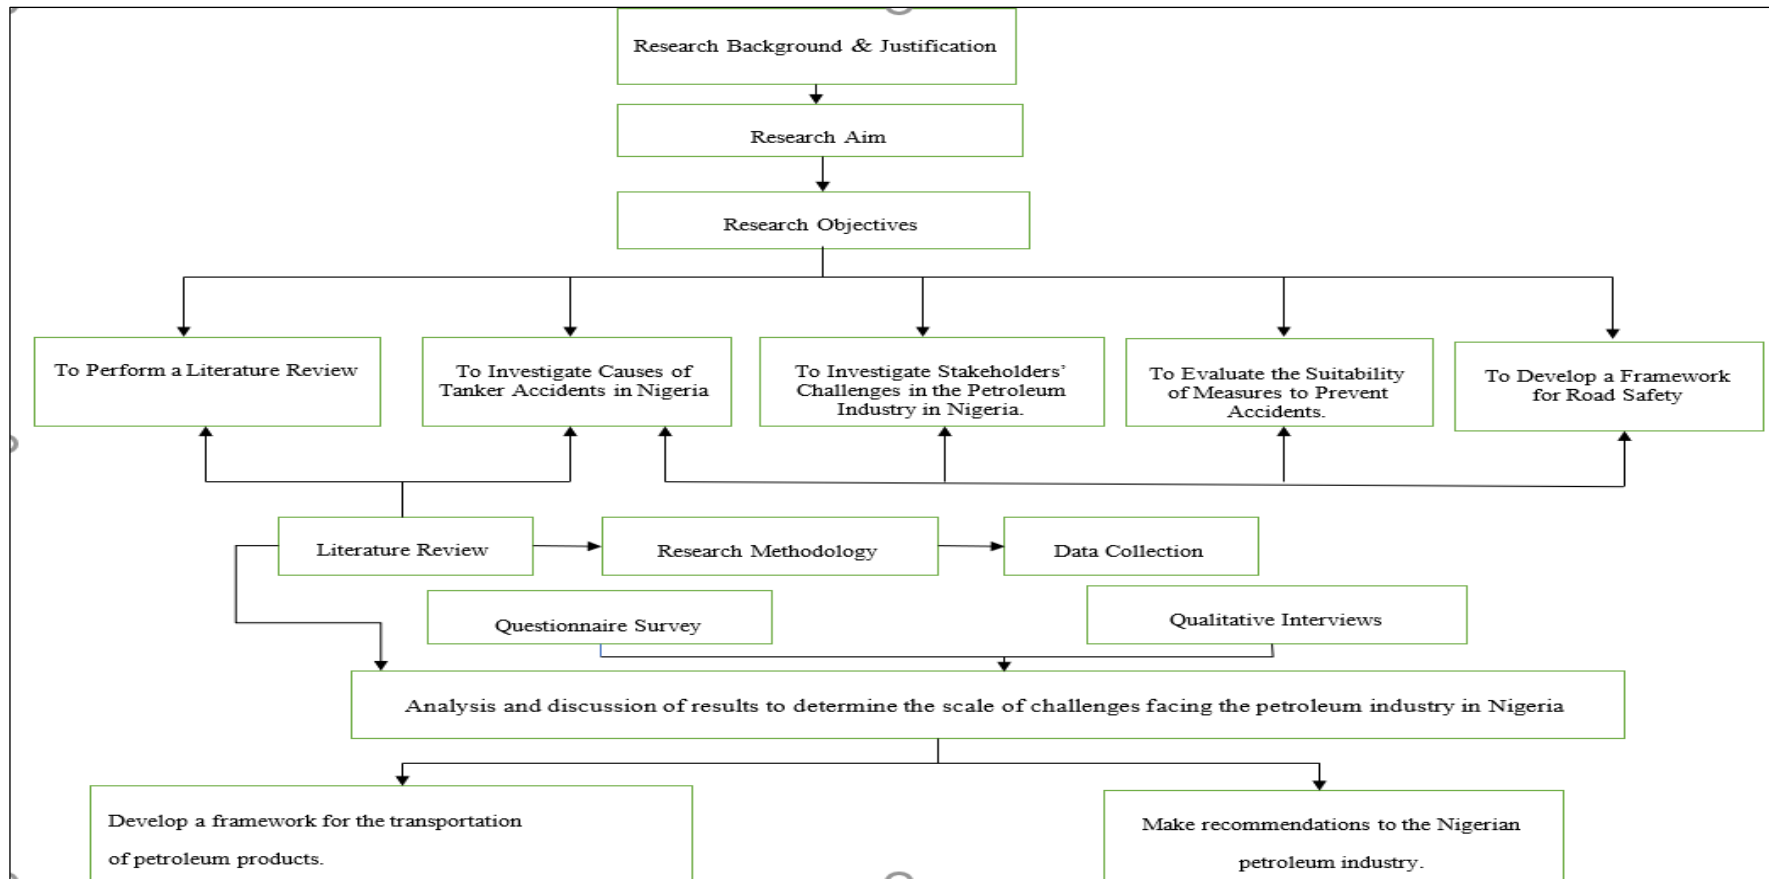 Research Background & Justification
Research Aim
Research Objectives
To Perform a Literature Review
To Investigate Causes of
Tanker Accidents in Nigeria
To Investigate Stakeholders’
Challenges in the Petroleum
Industry in Nigeria.
To Evaluate the Suitability
of Measures to Prevent
Accidents.
To Develop a Framework
for Road Safety
Literature Review
Research Methodology
Data Collection
Questionnaire Survey
Qualitative Interviews
Analysis and discussion of results to determine the scale of challenges facing the petroleum industry in Nigeria
Develop a framework for the transportation
of petroleum products.
Make recommendations to the Nigerian
petroleum industry.